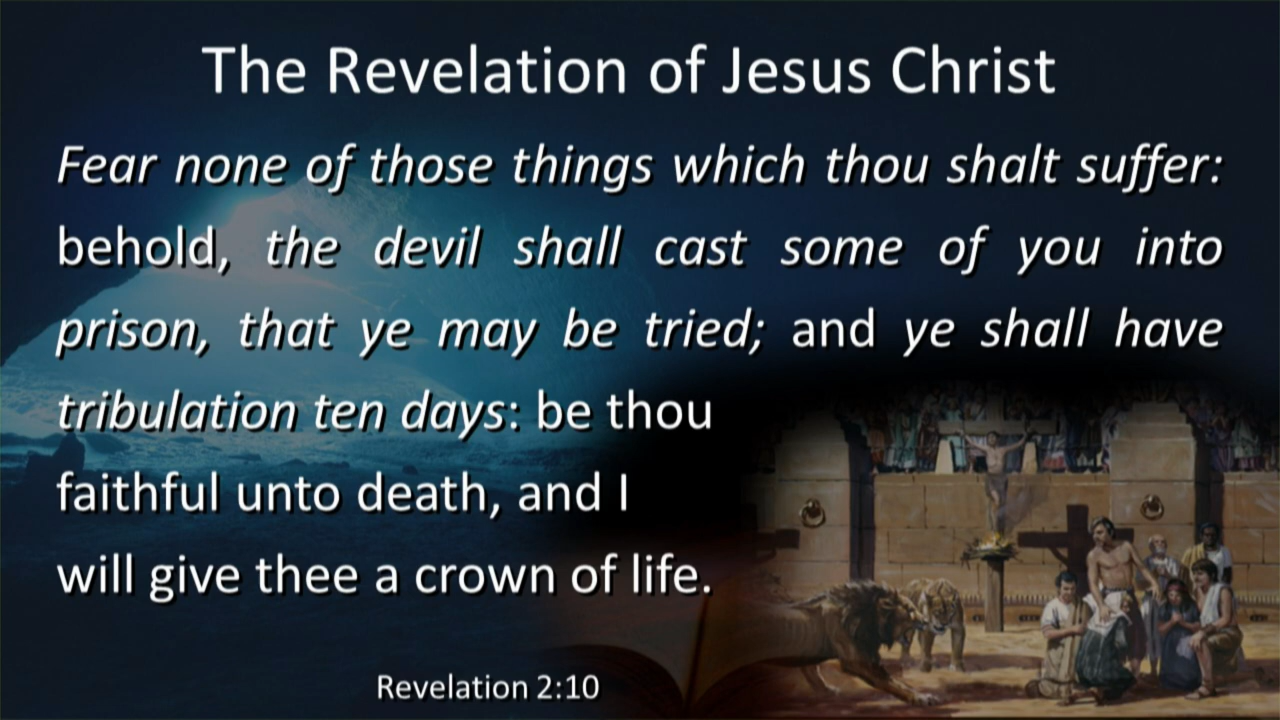 The Revelation of Jesus Christ
Fear none of those things which thou shalt suffer:
behold, the devil shall cast some of you into
prison, that ye may be tried; and ye shall have
tribulation ten days: be thou
faithful unto death, and I
will give thee a crown of life.
Revelation 2:10